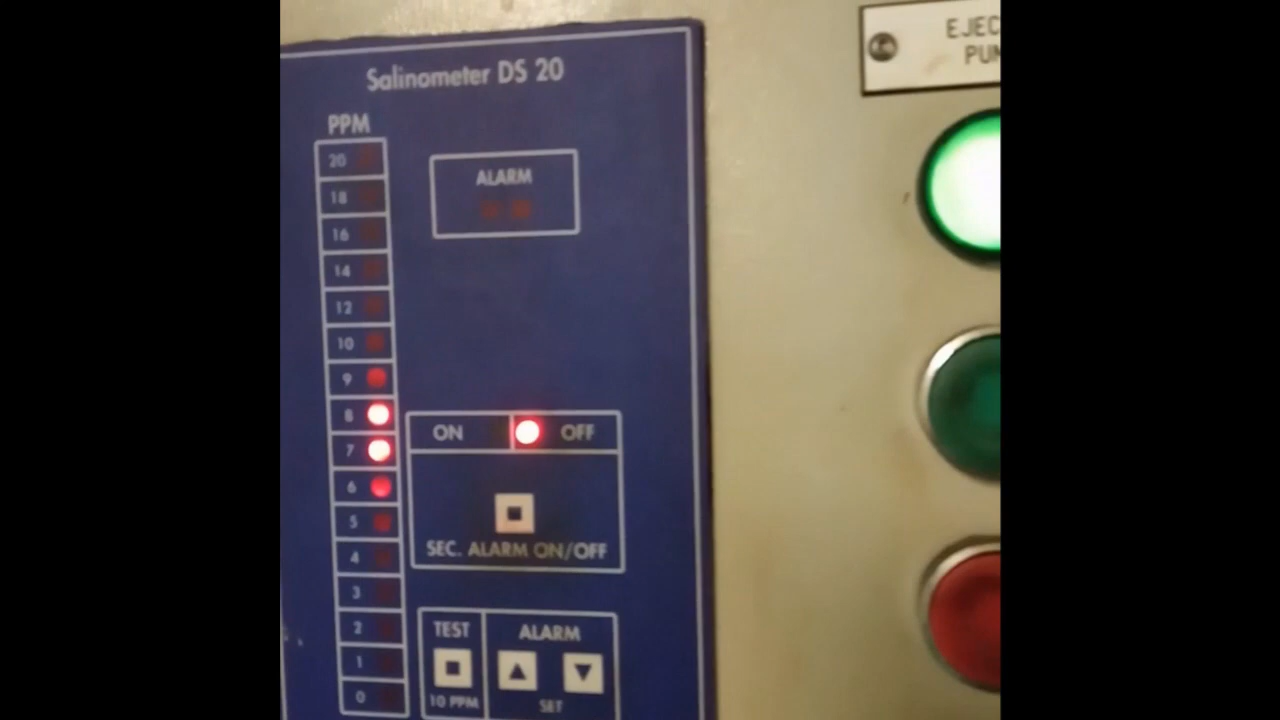 Salinometer DS 20
PPM
20
18
16
14
12
10
9
8
7
6
5
4
3
2
1
0
ALARM
ON OFF
SEC. ALARM ON/OFF
TEST
10 PPM
ALARM
SET